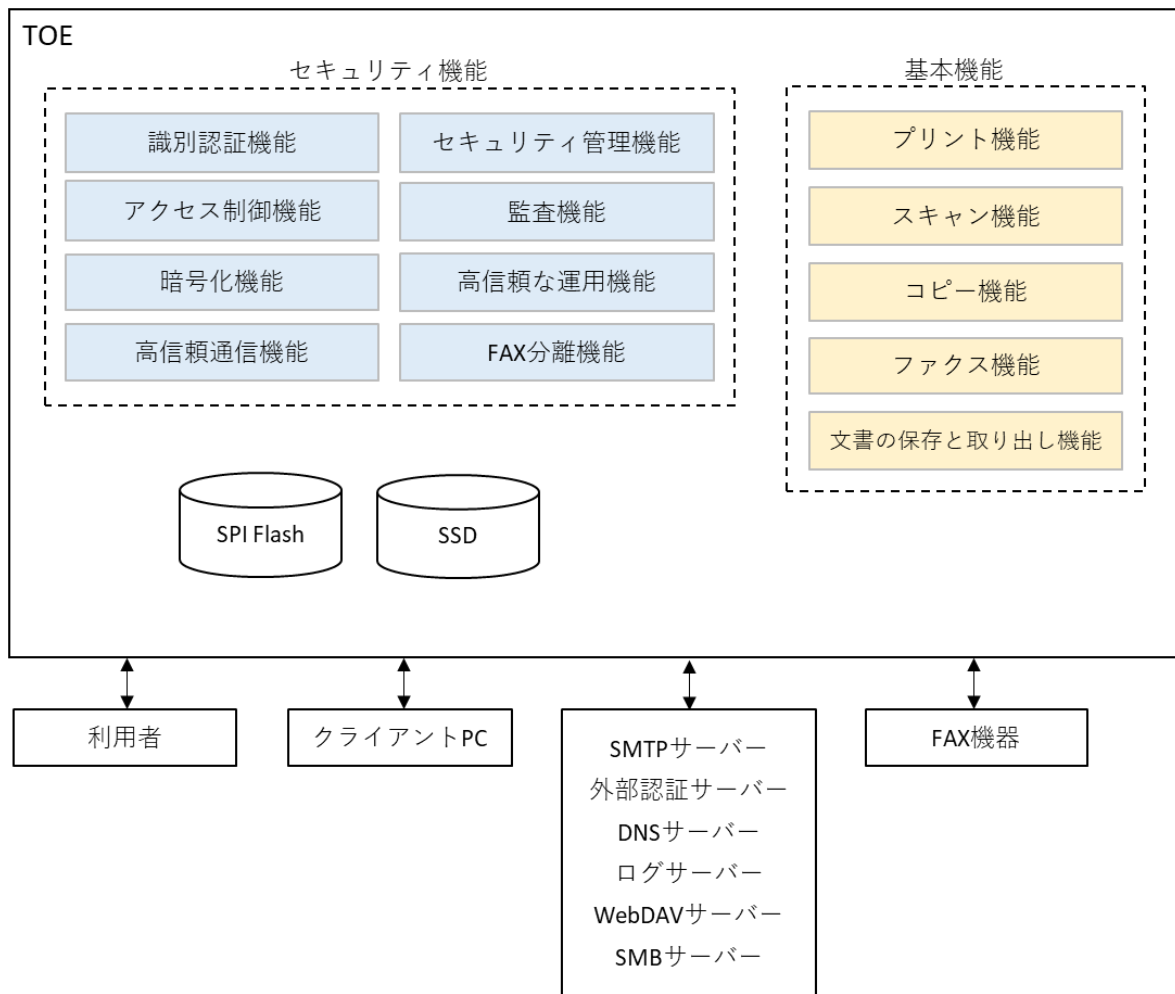 TOE
セキュリティ機能
基本機能
識別認証機能
セキュリティ管理機能
アクセス制御機能
監査機能
暗号化機能
高信頼な運用機能
高信頼通信機能
FAX分離機能
プリント機能
スキャン機能
コピー機能
ファクス機能
文書の保存と取り出し機能
SPI Flash
SSD
利用者
クライアントPC
SMTPサーバー
外部認証サーバー
DNSサーバー
ログサーバー
WebDAVサーバー
SMBサーバー
FAX機器